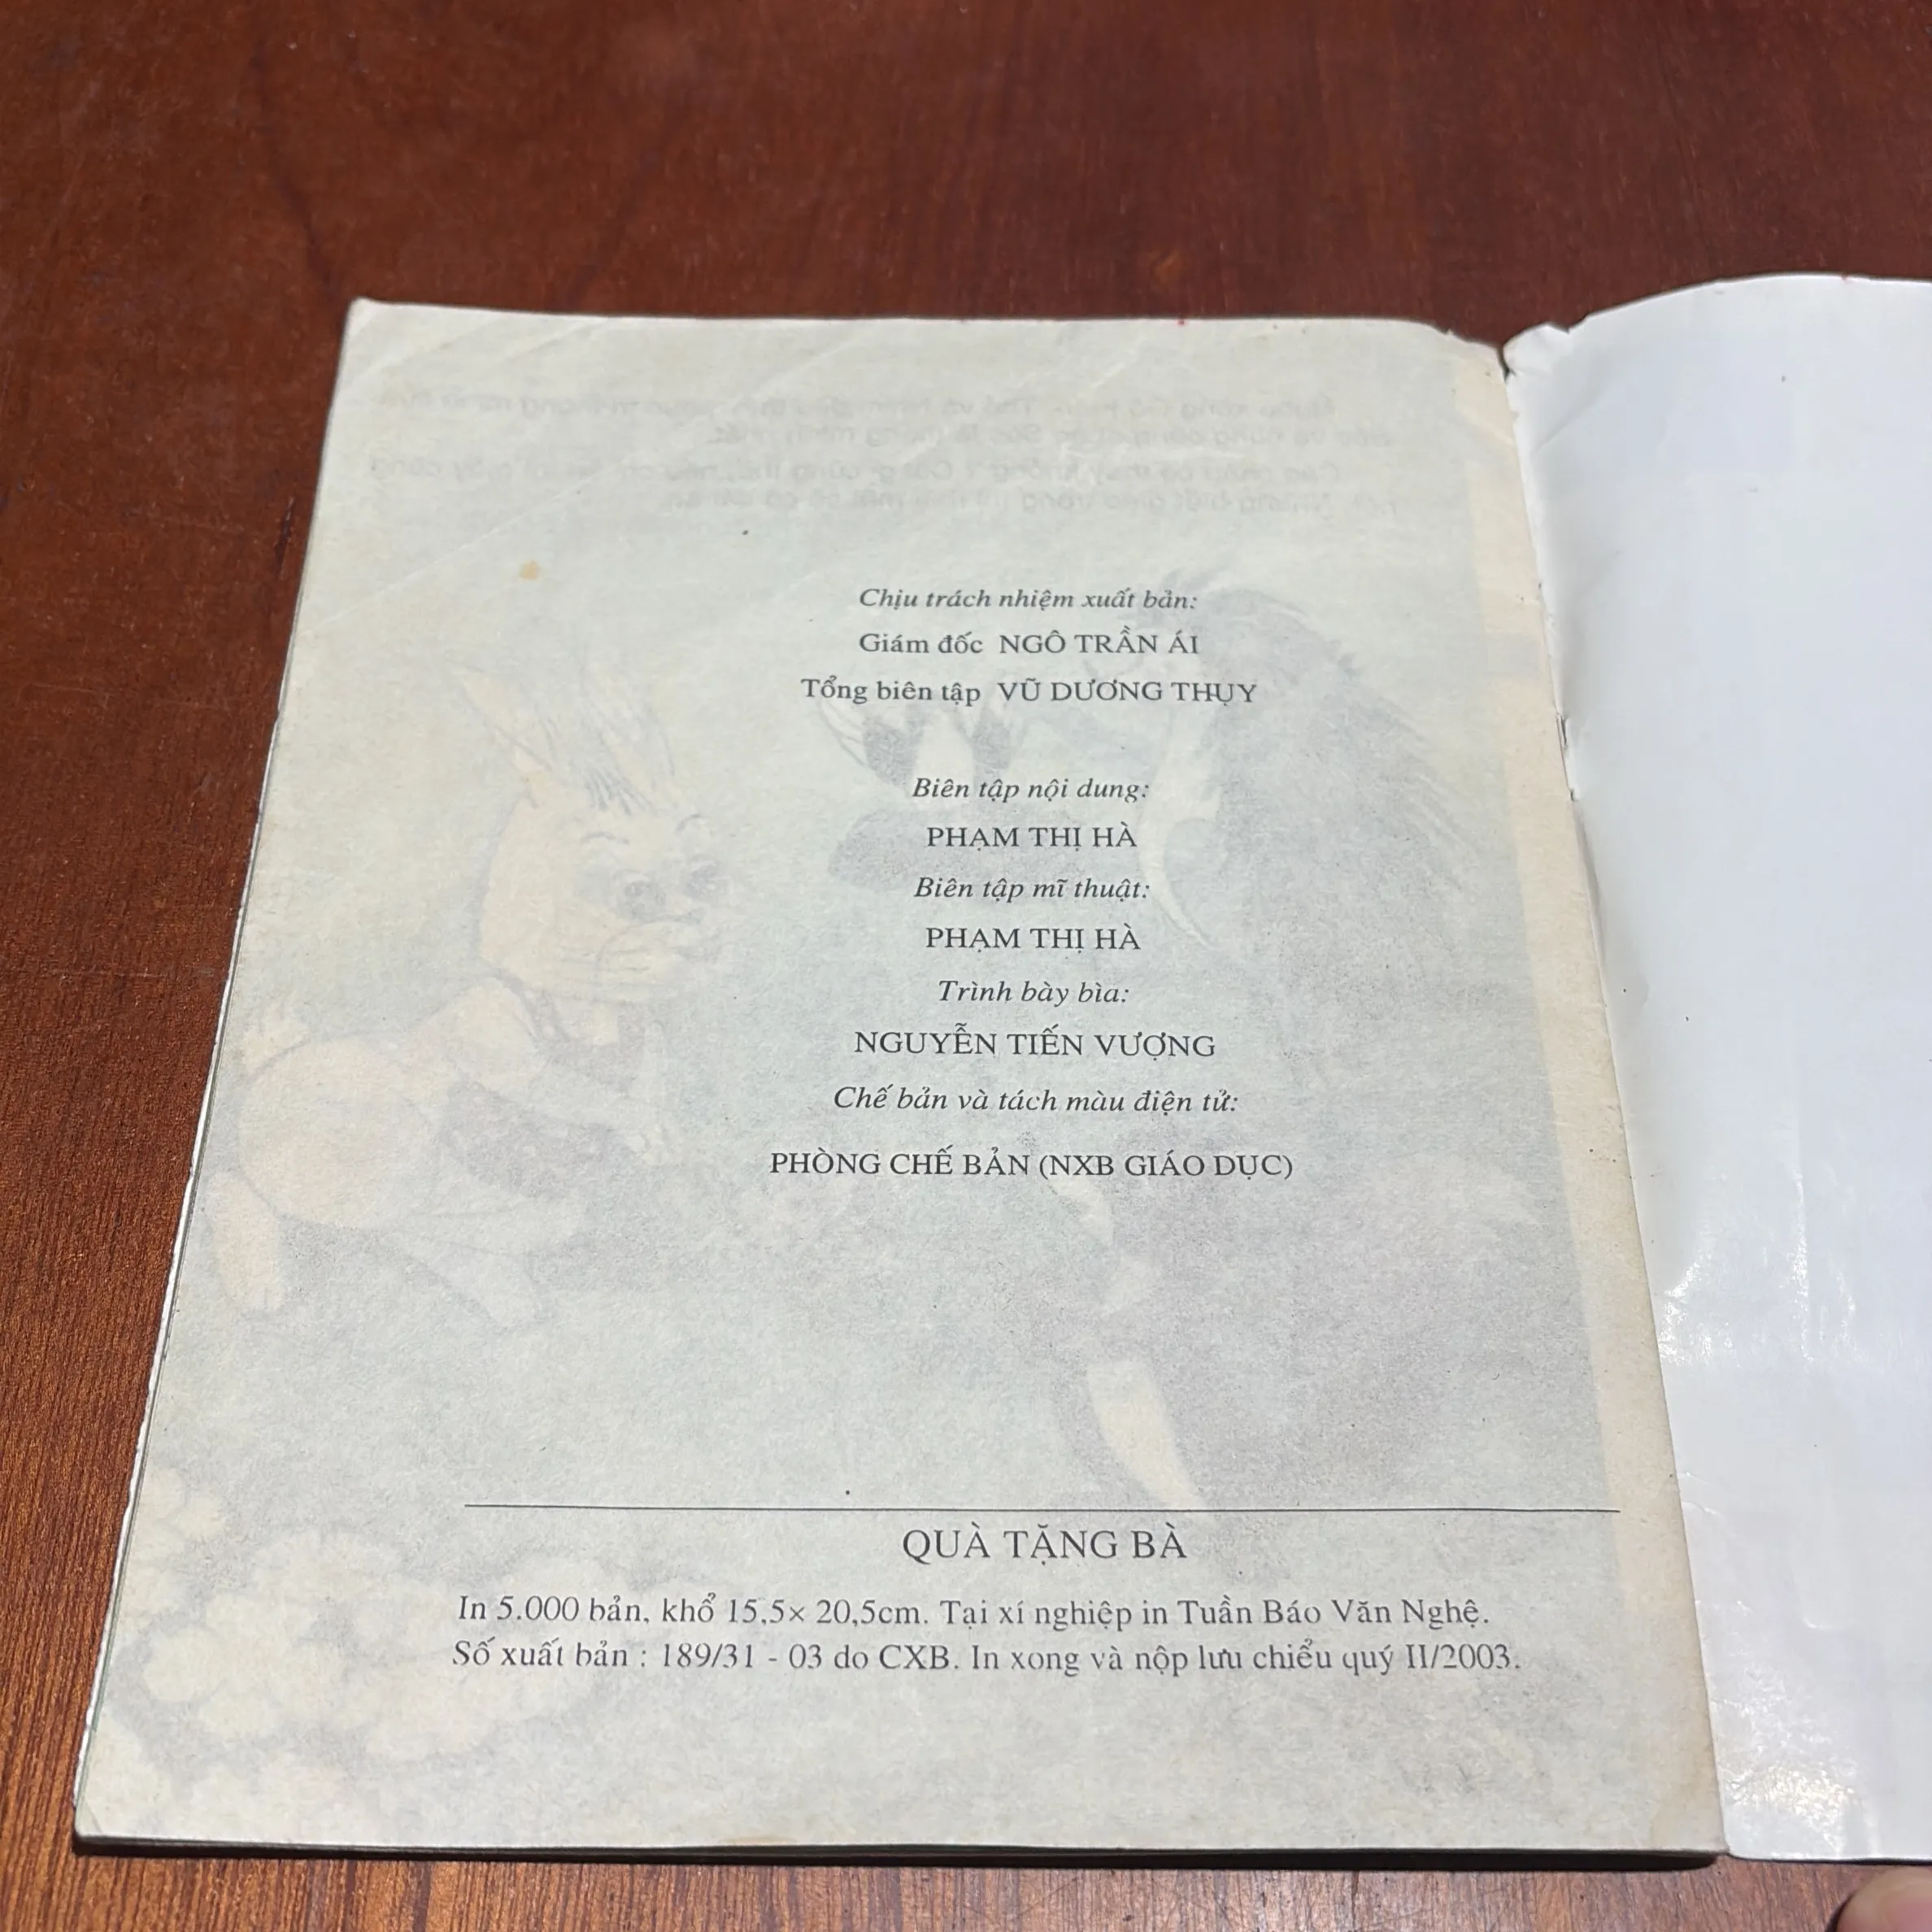 Chịu trách nhiệm xuất bản:
Giám đốc NGÔ TRẦN ÁI
Tổng biên tập VŨ DƯƠNG THỤY
Biên tập nội dung:
PHẠM THỊ HÀ
Biên tập mĩ thuật:
PHẠM THỊ HÀ
Trình bày bìa:
NGUYỄN TIẾN VƯỢNG
Chế bản và tách màu điện tử:
PHÒNG CHẾ BẢN (NXB GIÁO DỤC)
QUÀ TẶNG BÀ
In 5.000 bản, khổ 15,5× 20,5cm. Tại xí nghiệp in Tuần Báo Văn Nghệ.
Số xuất bản : 189/31 - 03 do CXB. In xong và nộp lưu chiểu quý II/2003.